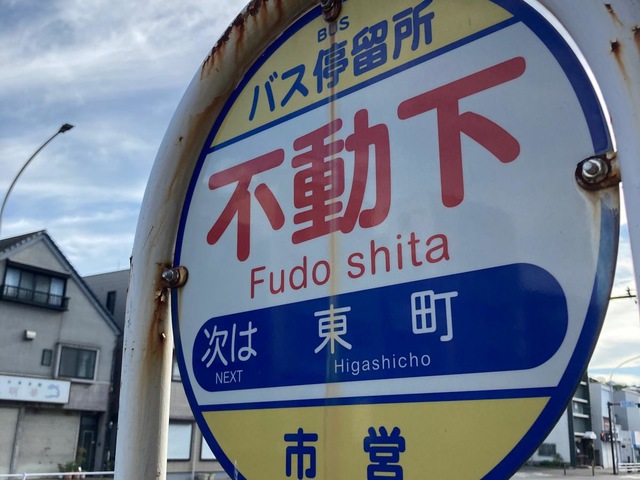 BUS
バス停留所
不動下
Fudo shita
次は 東町
NEXT Higashicho
市営